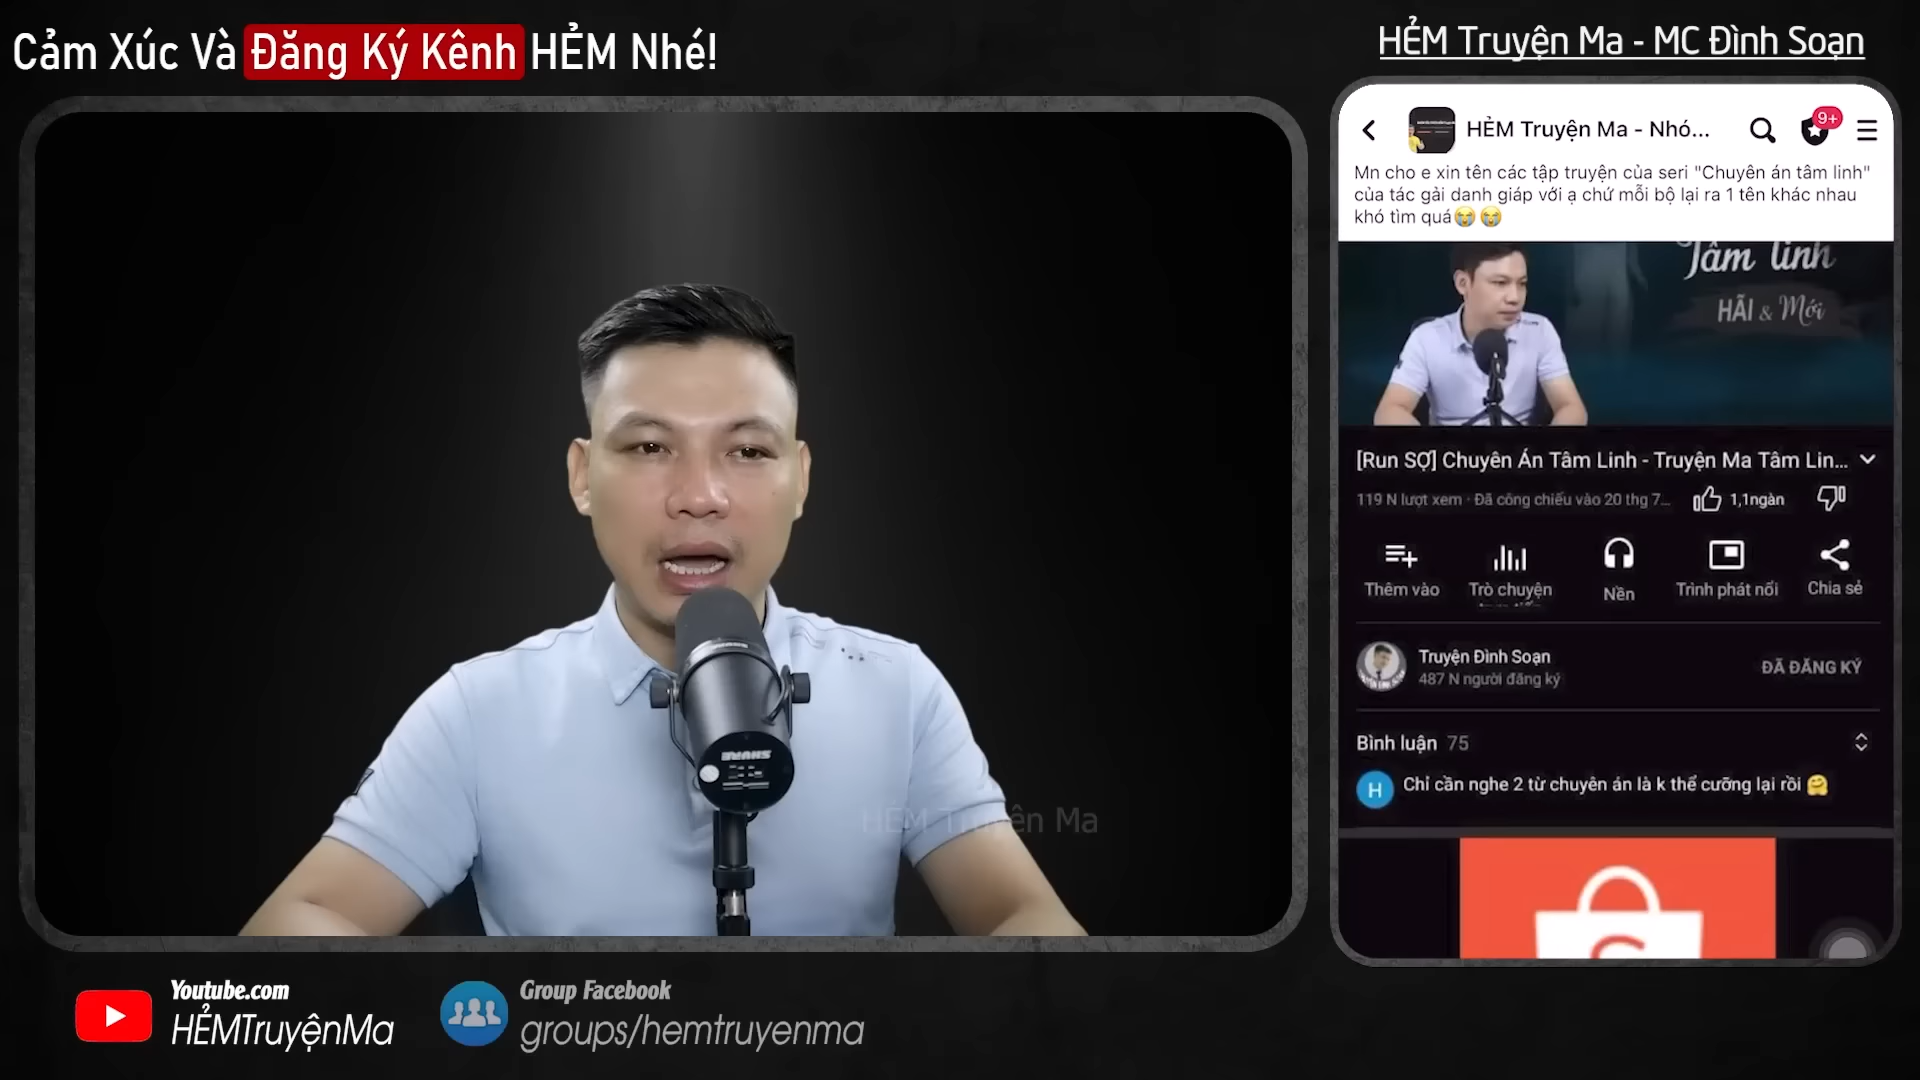 Cảm Xúc Và Đăng Ký Kênh HẺM Nhé!
HẺM Truyện Ma - MC Đình Soạn
HẺM Truyện Ma - Nhó...
9+
Mn cho e xin tên các tập truyện của seri "Chuyên án tâm linh"
của tác gải danh giáp với ạ chứ mỗi bộ lại ra 1 tên khác nhau
khó tìm quá😭😭
Tâm linh
HÃI & Mới
[Run SỢ] Chuyên Án Tâm Linh - Truyện Ma Tâm Lin...
119 N lượt xem · Đã công chiếu vào 20 thg 7...
1,1ngàn
Thêm vào
Trò chuyện
Nền
Trình phát nổi
Chia sẻ
Truyện Đình Soạn
487 N người đăng ký
ĐÃ ĐĂNG KÝ
Bình luận 75
H
Chỉ cần nghe 2 từ chuyên án là k thể cưỡng lại rồi 🤗
SHURE
HẺM Truyện Ma
Youtube.com
HẺMTruyệnMa
Group Facebook
groups/hemtruyenma